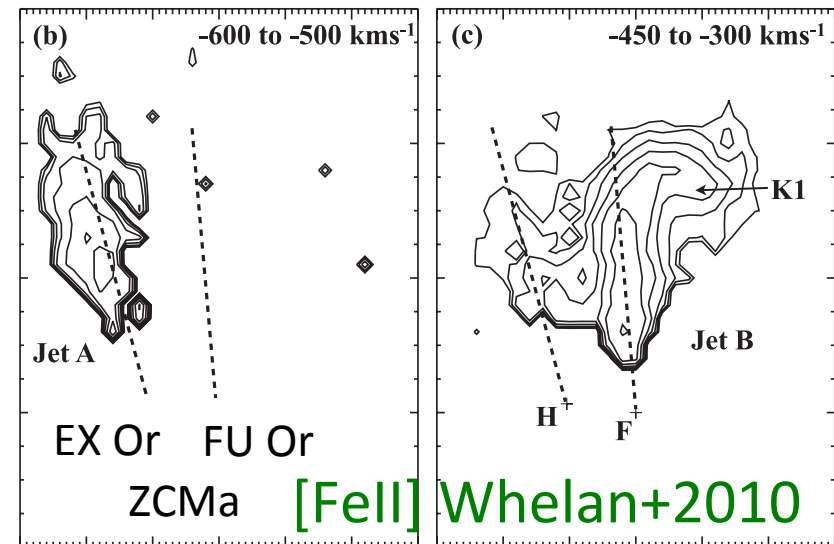 (b) -600 to -500 kms-1
(c) -450 to -300 kms-1
K1
Jet A
Jet B
H+
F+
EX Or FU Or
ZCMa [FeII] Whelan+2010